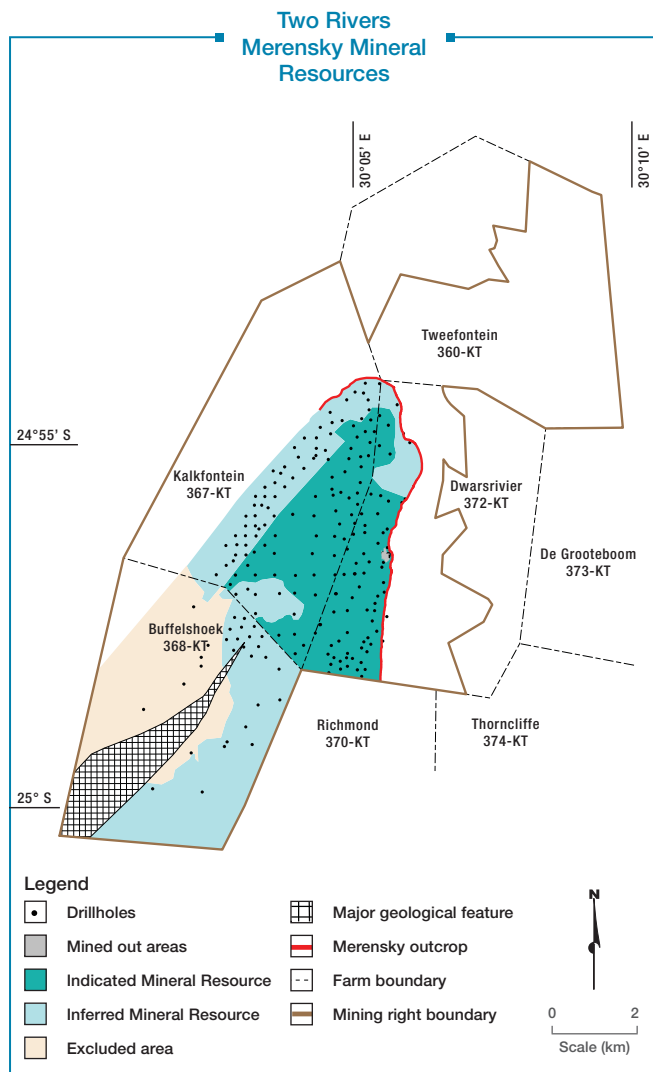 Two Rivers
Merensky Mineral
Resources
30°05' E
30°10' E
Tweefontein
360-KT
24°55' S
Kalkfontein
367-KT
Dwarsrivier
372-KT
De Grooteboom
373-KT
Buffelshoek
368-KT
Richmond
370-KT
Thorncliffe
374-KT
25° S
Legend
Drillholes
Mined out areas
Indicated Mineral Resource
Inferred Mineral Resource
Excluded area
Major geological feature
Merensky outcrop
Farm boundary
Mining right boundary
N
0 2
Scale (km)